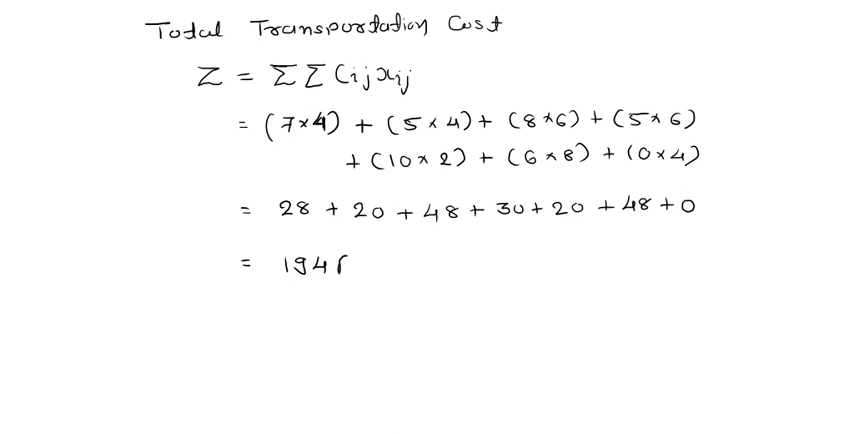 Total Transportation Cost
Z = ΣΣ Cij xij
= (7×4) + (5×4) + (8×6) + (5×6)
+ (10×2) + (6×8) + (0×4)
= 28 + 20 + 48 + 30 + 20 + 48 + 0
= 194